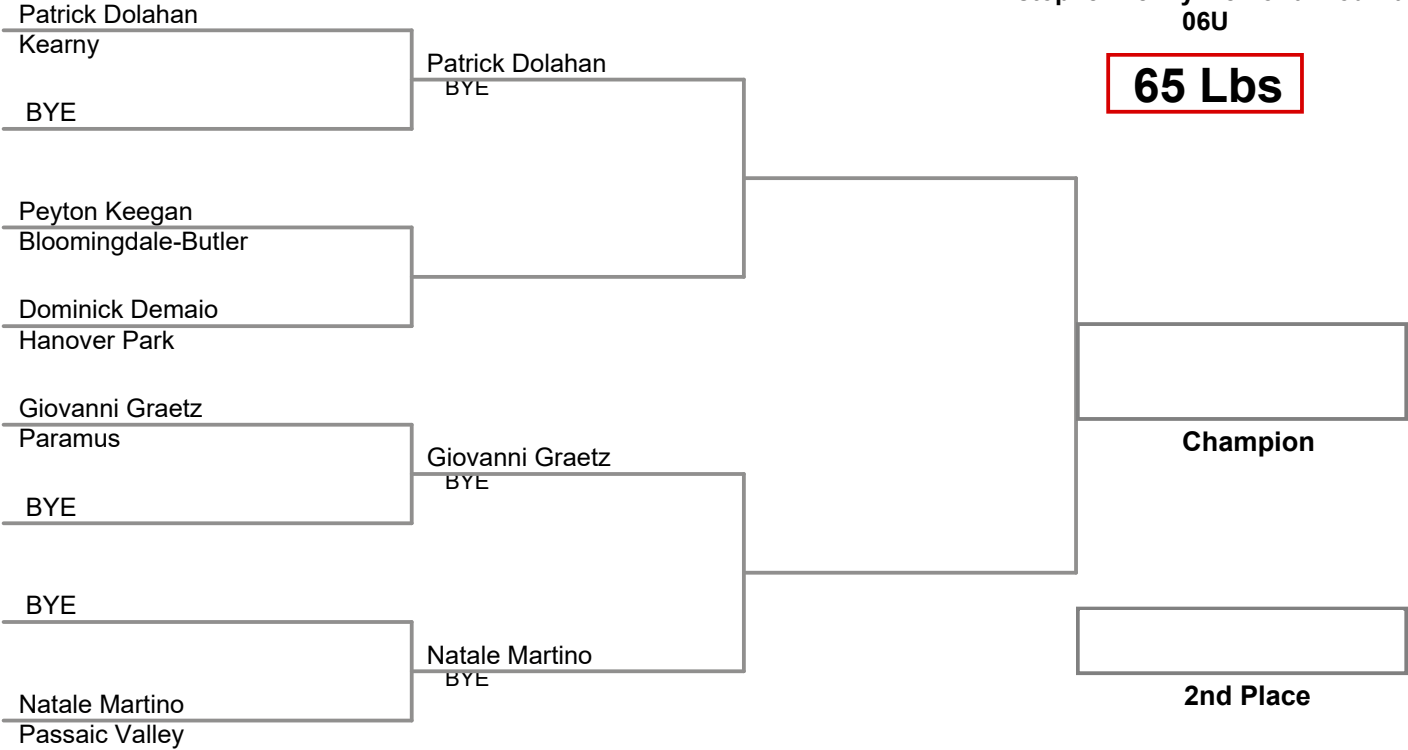 06U
65 Lbs
Patrick Dolahan
Kearny
BYE
Peyton Keegan
Bloomingdale-Butler
Dominick Demaio
Hanover Park
Giovanni Graetz
Paramus
BYE
BYE
Natale Martino
Passaic Valley
Patrick Dolahan
BYE
Giovanni Graetz
BYE
Natale Martino
BYE
Champion
2nd Place